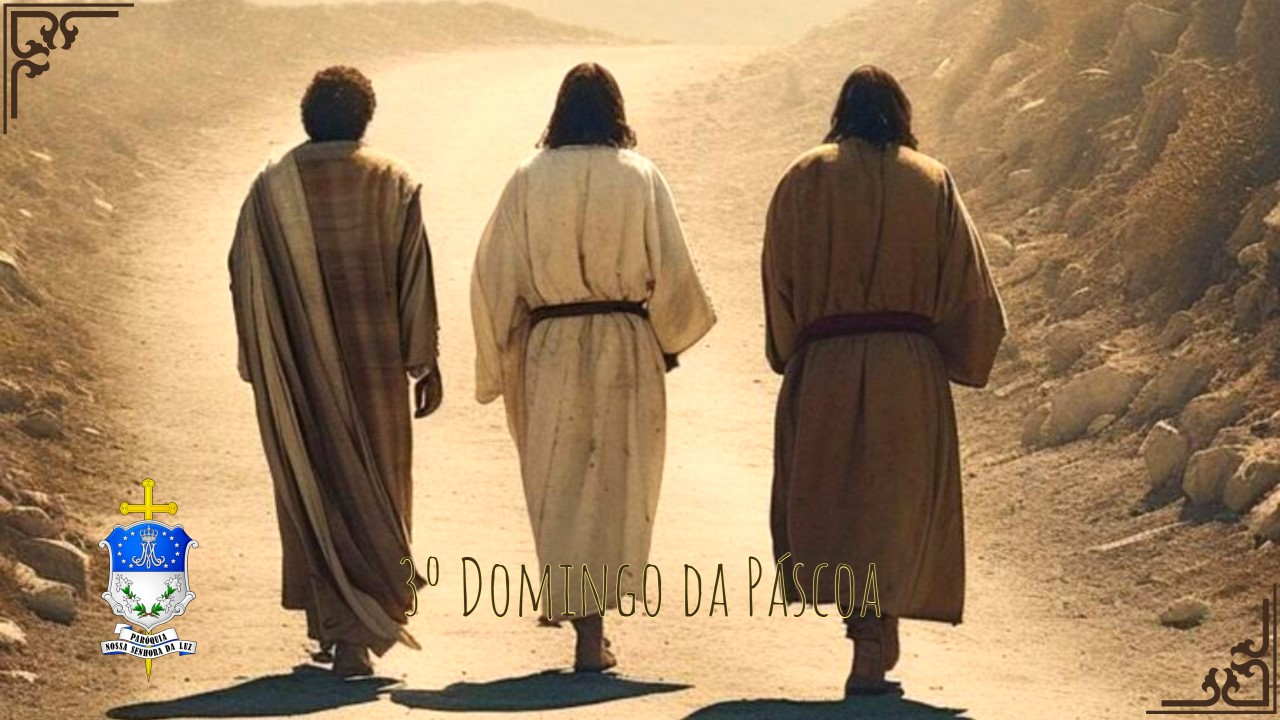 3º Domingo da Páscoa
PARÓQUIA
NOSSA SENHORA DA LUZ